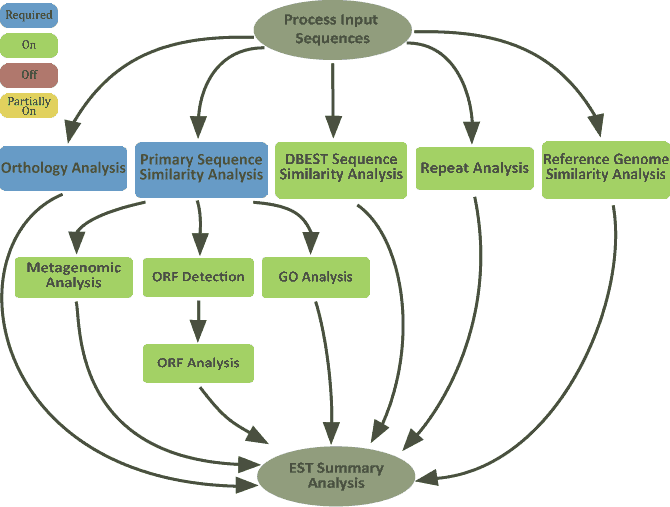 Required
On
Off
Partially
On
Process Input
Sequences
Orthology Analysis
Primary Sequence
Similarity Analysis
DBEST Sequence
Similarity Analysis
Repeat Analysis
Reference Genome
Similarity Analysis
Metagenomic
Analysis
ORF Detection
GO Analysis
ORF Analysis
EST Summary
Analysis